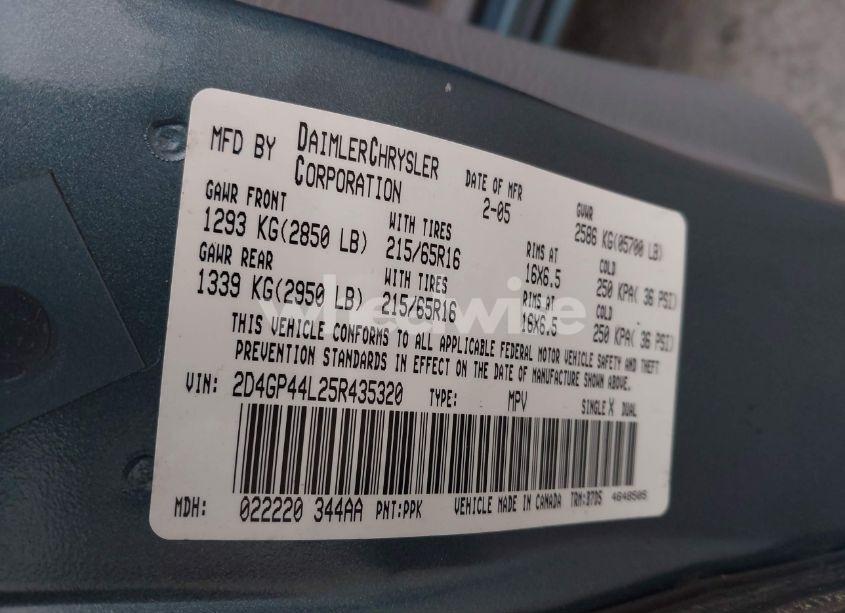 MFD BY DAIMLERCHRYSLER CORPORATION DATE OF MFR 2-05 GVWR 2586 KG(05700 LB)
GAWR FRONT WITH TIRES RIMS AT COLD
1293 KG(2850 LB) 215/65R16 16X6.5 250 KPA( 36 PSI)
GAWR REAR WITH TIRES RIMS AT COLD
1339 KG(2950 LB) 215/65R16 16X6.5 250 KPA( 36 PSI)
THIS VEHICLE CONFORMS TO ALL APPLICABLE FEDERAL MOTOR VEHICLE SAFETY AND THEFT
PREVENTION STANDARDS IN EFFECT ON THE DATE OF MANUFACTURE SHOWN ABOVE.
VIN: 2D4GP44L25R435320 TYPE: MPV SINGLE X DUAL
MDH: 022220 344AA PNT:PPK VEHICLE MADE IN CANADA TRM:B7D5 4648505